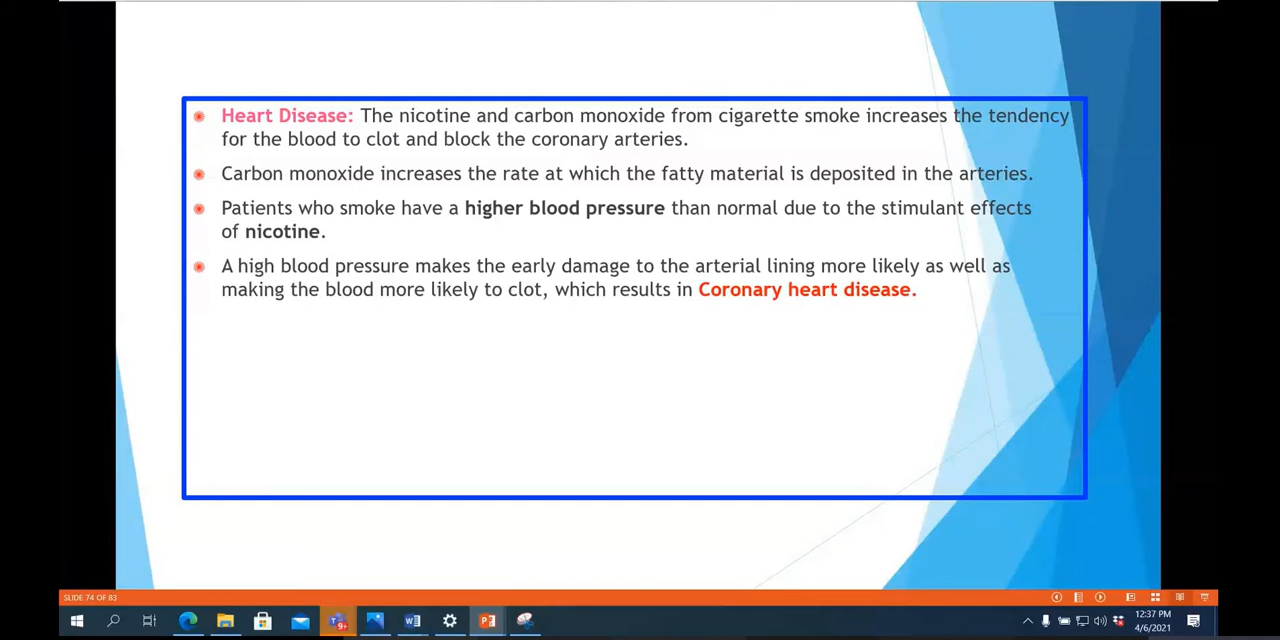 Heart Disease: The nicotine and carbon monoxide from cigarette smoke increases the tendency
for the blood to clot and block the coronary arteries.
Carbon monoxide increases the rate at which the fatty material is deposited in the arteries.
Patients who smoke have a higher blood pressure than normal due to the stimulant effects
of nicotine.
A high blood pressure makes the early damage to the arterial lining more likely as well as
making the blood more likely to clot, which results in Coronary heart disease.
SLIDE 74 OF 83
12:37 PM
4/6/2021